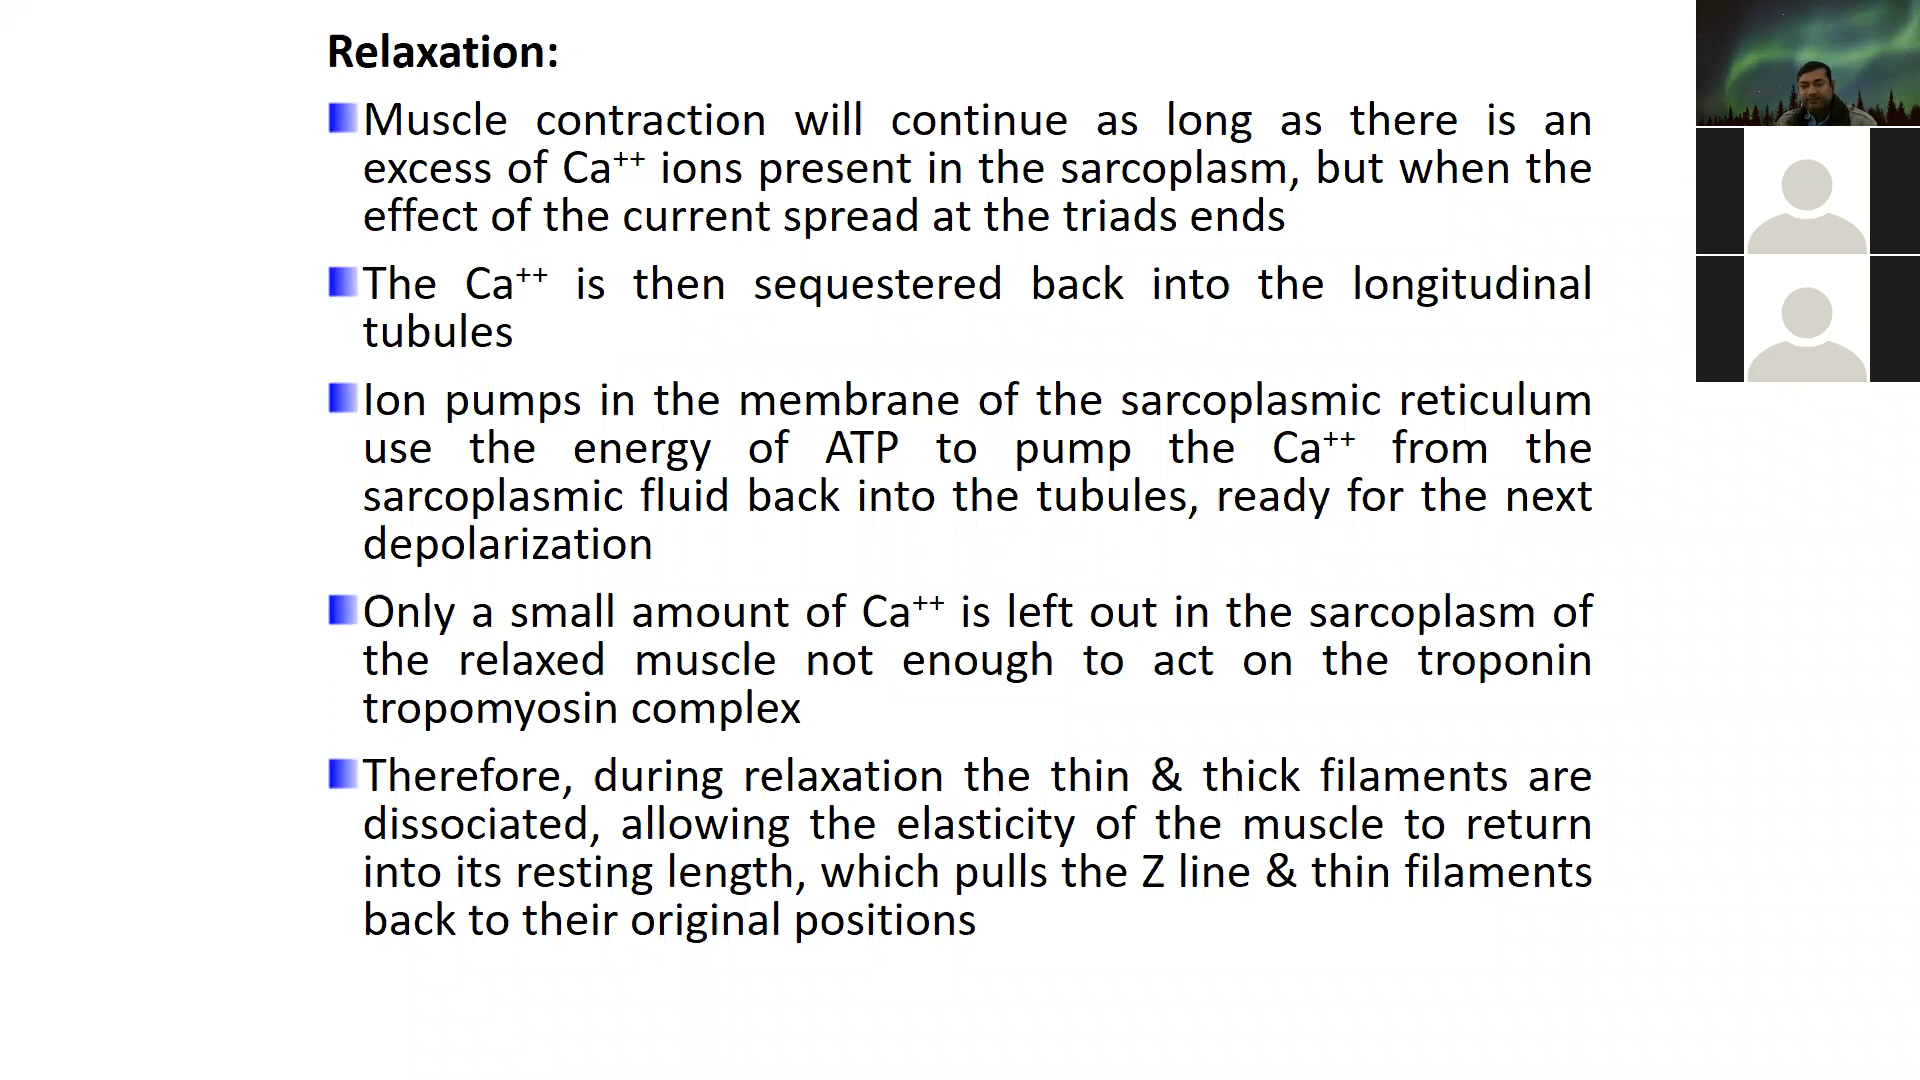 Relaxation:
Muscle contraction will continue as long as there is an
excess of Ca++ ions present in the sarcoplasm, but when the
effect of the current spread at the triads ends
The Ca++ is then sequestered back into the longitudinal
tubules
Ion pumps in the membrane of the sarcoplasmic reticulum
use the energy of ATP to pump the Ca++ from the
sarcoplasmic fluid back into the tubules, ready for the next
depolarization
Only a small amount of Ca++ is left out in the sarcoplasm of
the relaxed muscle not enough to act on the troponin
tropomyosin complex
Therefore, during relaxation the thin & thick filaments are
dissociated, allowing the elasticity of the muscle to return
into its resting length, which pulls the Z line & thin filaments
back to their original positions